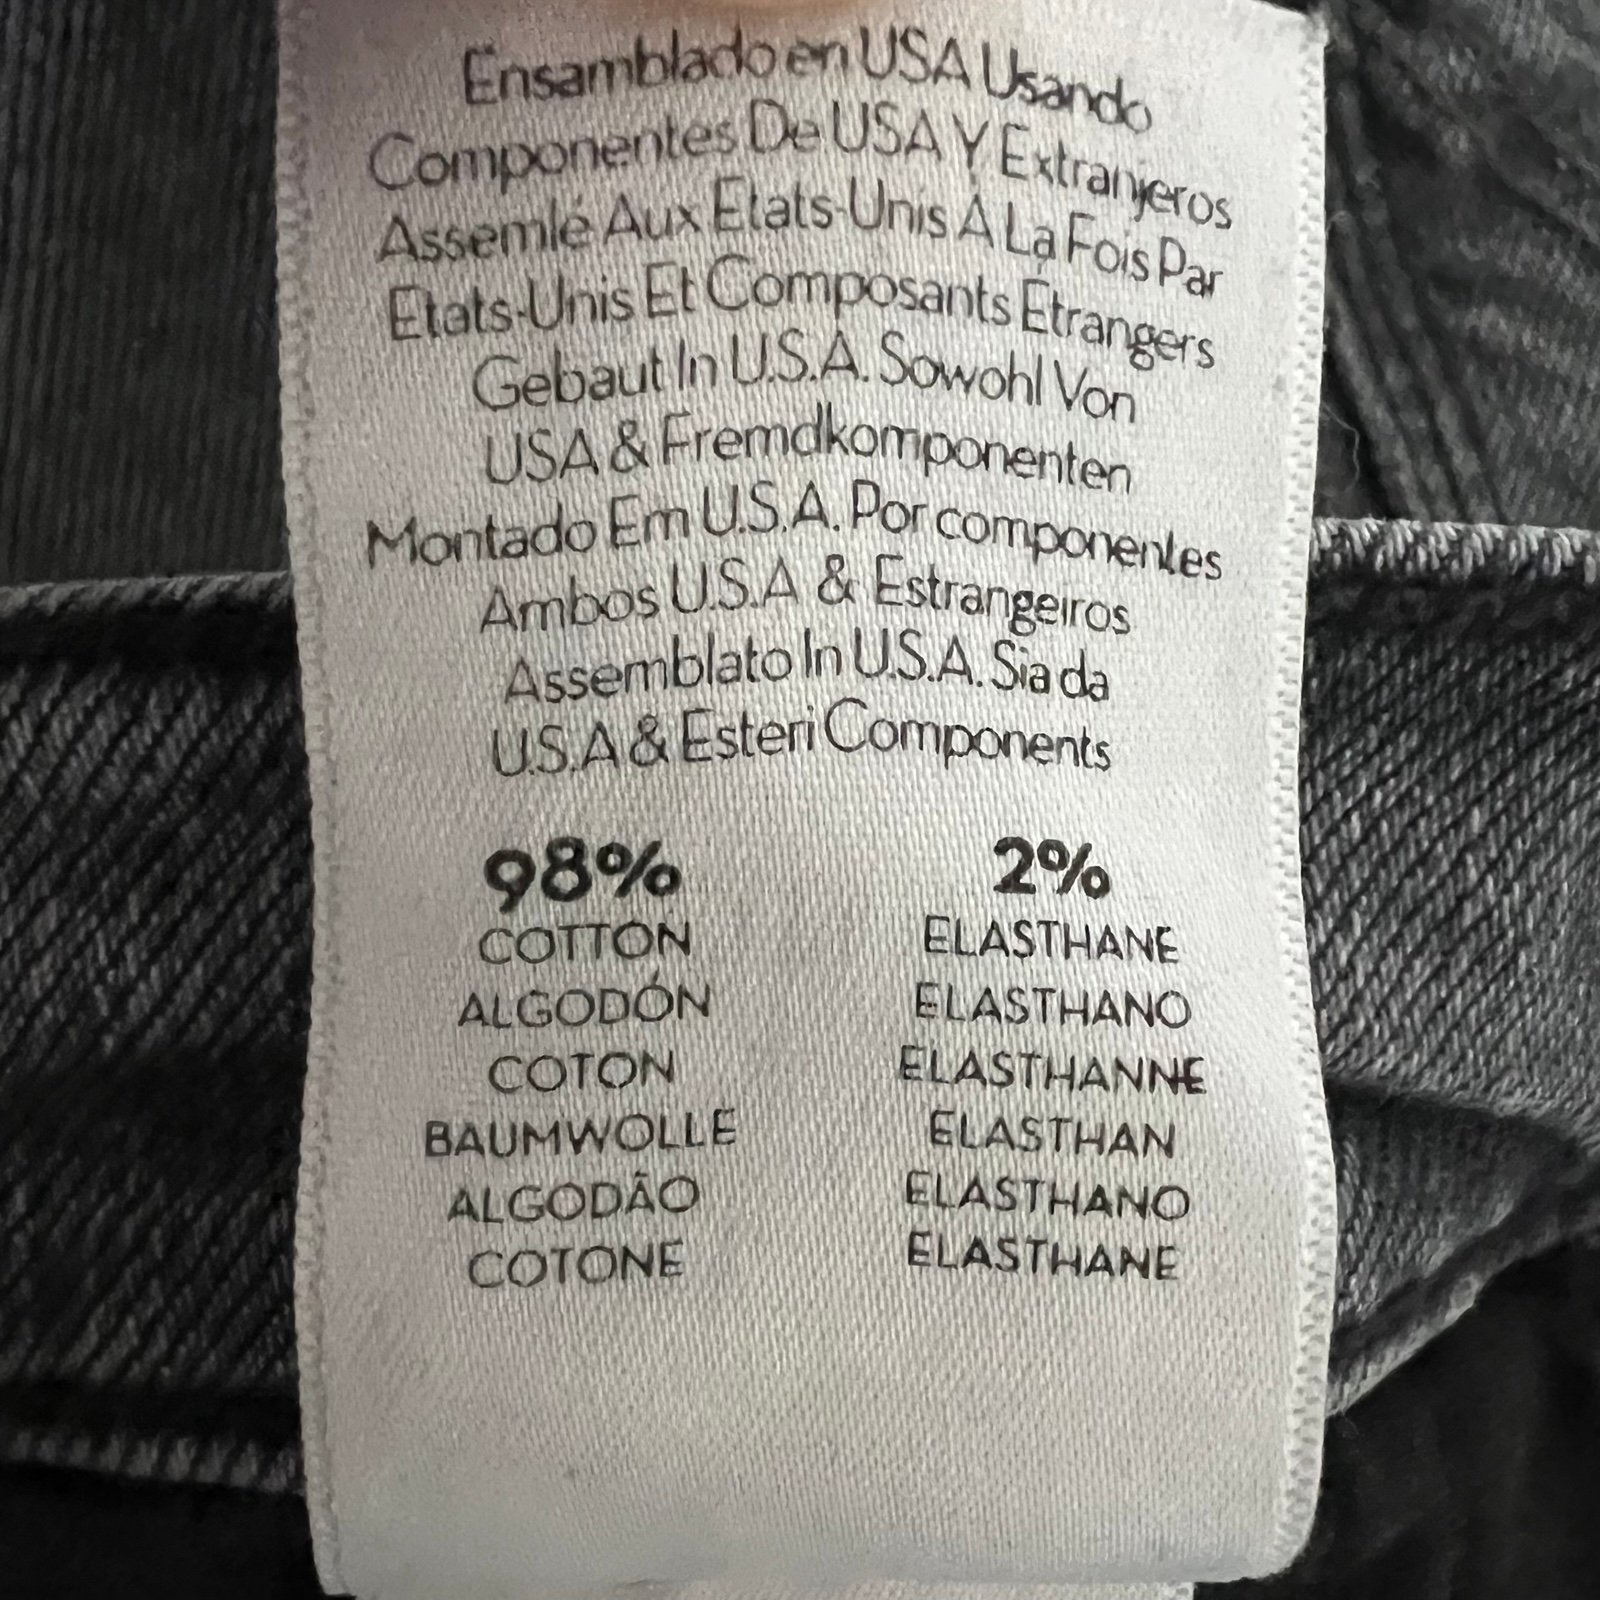 Ensamblado en USA Usando
Componentes De USA Y Extranjeros
Assemlé Aux Etats-Unis A La Fois Par
Etats-Unis Et Composants Étrangers
Gebaut In U.S.A. Sowohl Von
USA & Fremdkomponenten
Montado Em U.S.A. Por componentes
Ambos U.S.A & Estrangeiros
Assemblato In U.S.A. Sia da
U.S.A & Esteri Components
98% 2%
COTTON ELASTHANE
ALGODÓN ELASTHANO
COTON ELASTHANNE
BAUMWOLLE ELASTHAN
ALGODÃO ELASTHANO
COTONE ELASTHANE